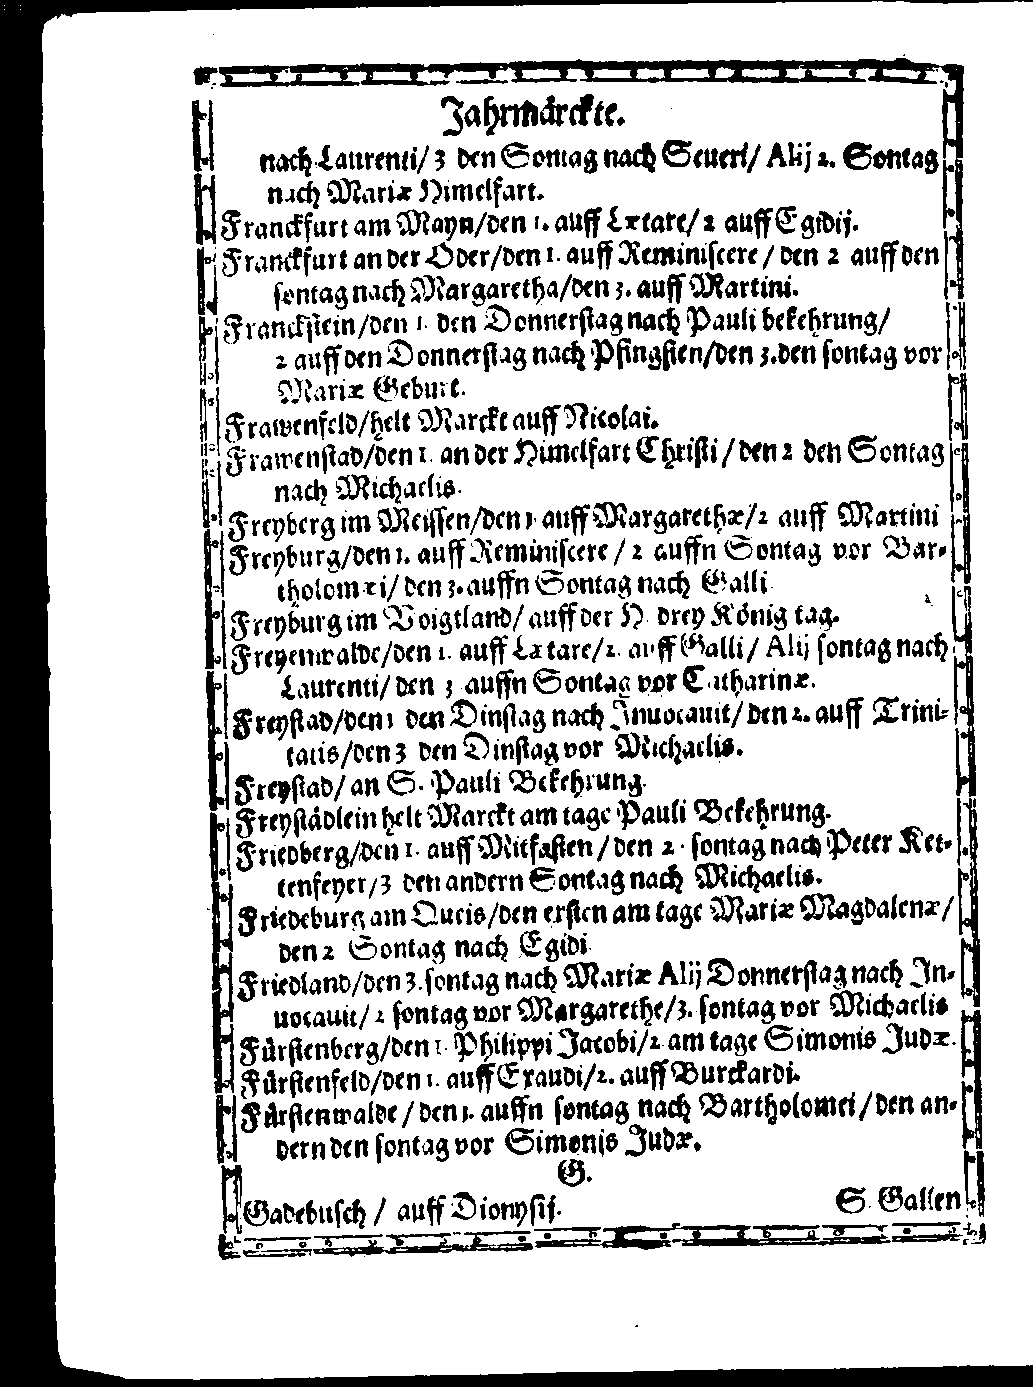 Jahrmärckte.
nach Laurenti/ 3 den Sontag nach Seueri/ Alij 2. Sontag
nach Mariæ Himelfart.
Franckfurt am Mayn/den 1. auff Lætare/ 2 auff Egidij.
Franckfurt an der Oder/den 1. auff Reminiscere / den 2 auff den
sontag nach Margaretha/den 3. auff Martini.
Franckstein/den 1. den Donnerstag nach Pauli bekehrung/
2 auff den Donnerstag nach Pfingsten/den 3.den sontag vor
Mariæ Geburt.
Frawenfeld/helt Marckt auff Nicolai.
Frawenstad/den 1. an der Himelfart Christi / den 2 den Sontag
nach Michaelis.
Freyberg im Meissen/den 1 auff Margarethæ/2 auff Martini
Freyburg/den 1. auff Reminiscere / 2 auffn Sontag vor Bar-
tholomæi/ den 3. auffn Sontag nach Galli
Freyburg im Voigtland/ auff der H. drey König tag.
Freyenwalde/den 1. auff Lætare/2. auff Galli/ Alij sontag nach
Laurenti/ den 3 auffn Sontag vor Catharinæ.
Freystad/den 1 den Dinstag nach Jnuocauit/ den 2. auff Trini-
tatis/den 3 den Dinstag vor Michaelis.
Freystad/ an S. Pauli Bekehrung.
Freystädlein helt Marckt am tage Pauli Bekehrung.
Friedberg/den 1. auff Mitfasten / den 2. sontag nach Peter Ket-
tenfeyer/3 den andern Sontag nach Michaelis.
Friedeburg am Queis/den ersten am tage Mariæ Magdalenæ/
den 2 Sontag nach Egidi
Friedland/den 3. sontag nach Mariæ Alij Donnerstag nach Jn-
uocauit/ 2 sontag vor Margarethe/3. sontag vor Michaelis
Fürstenberg/den 1. Philippi Jacobi/2 am tage Simonis Judæ.
Fürstenfeld/den 1. auff Exaudi/2. auff Burckardi.
Fürstenwalde / den 1. auffn sontag nach Bartholomei / den an-
dern den sontag vor Simonis Judæ.
G.
Gadebusch / auff Dionysij.
S. Gallen